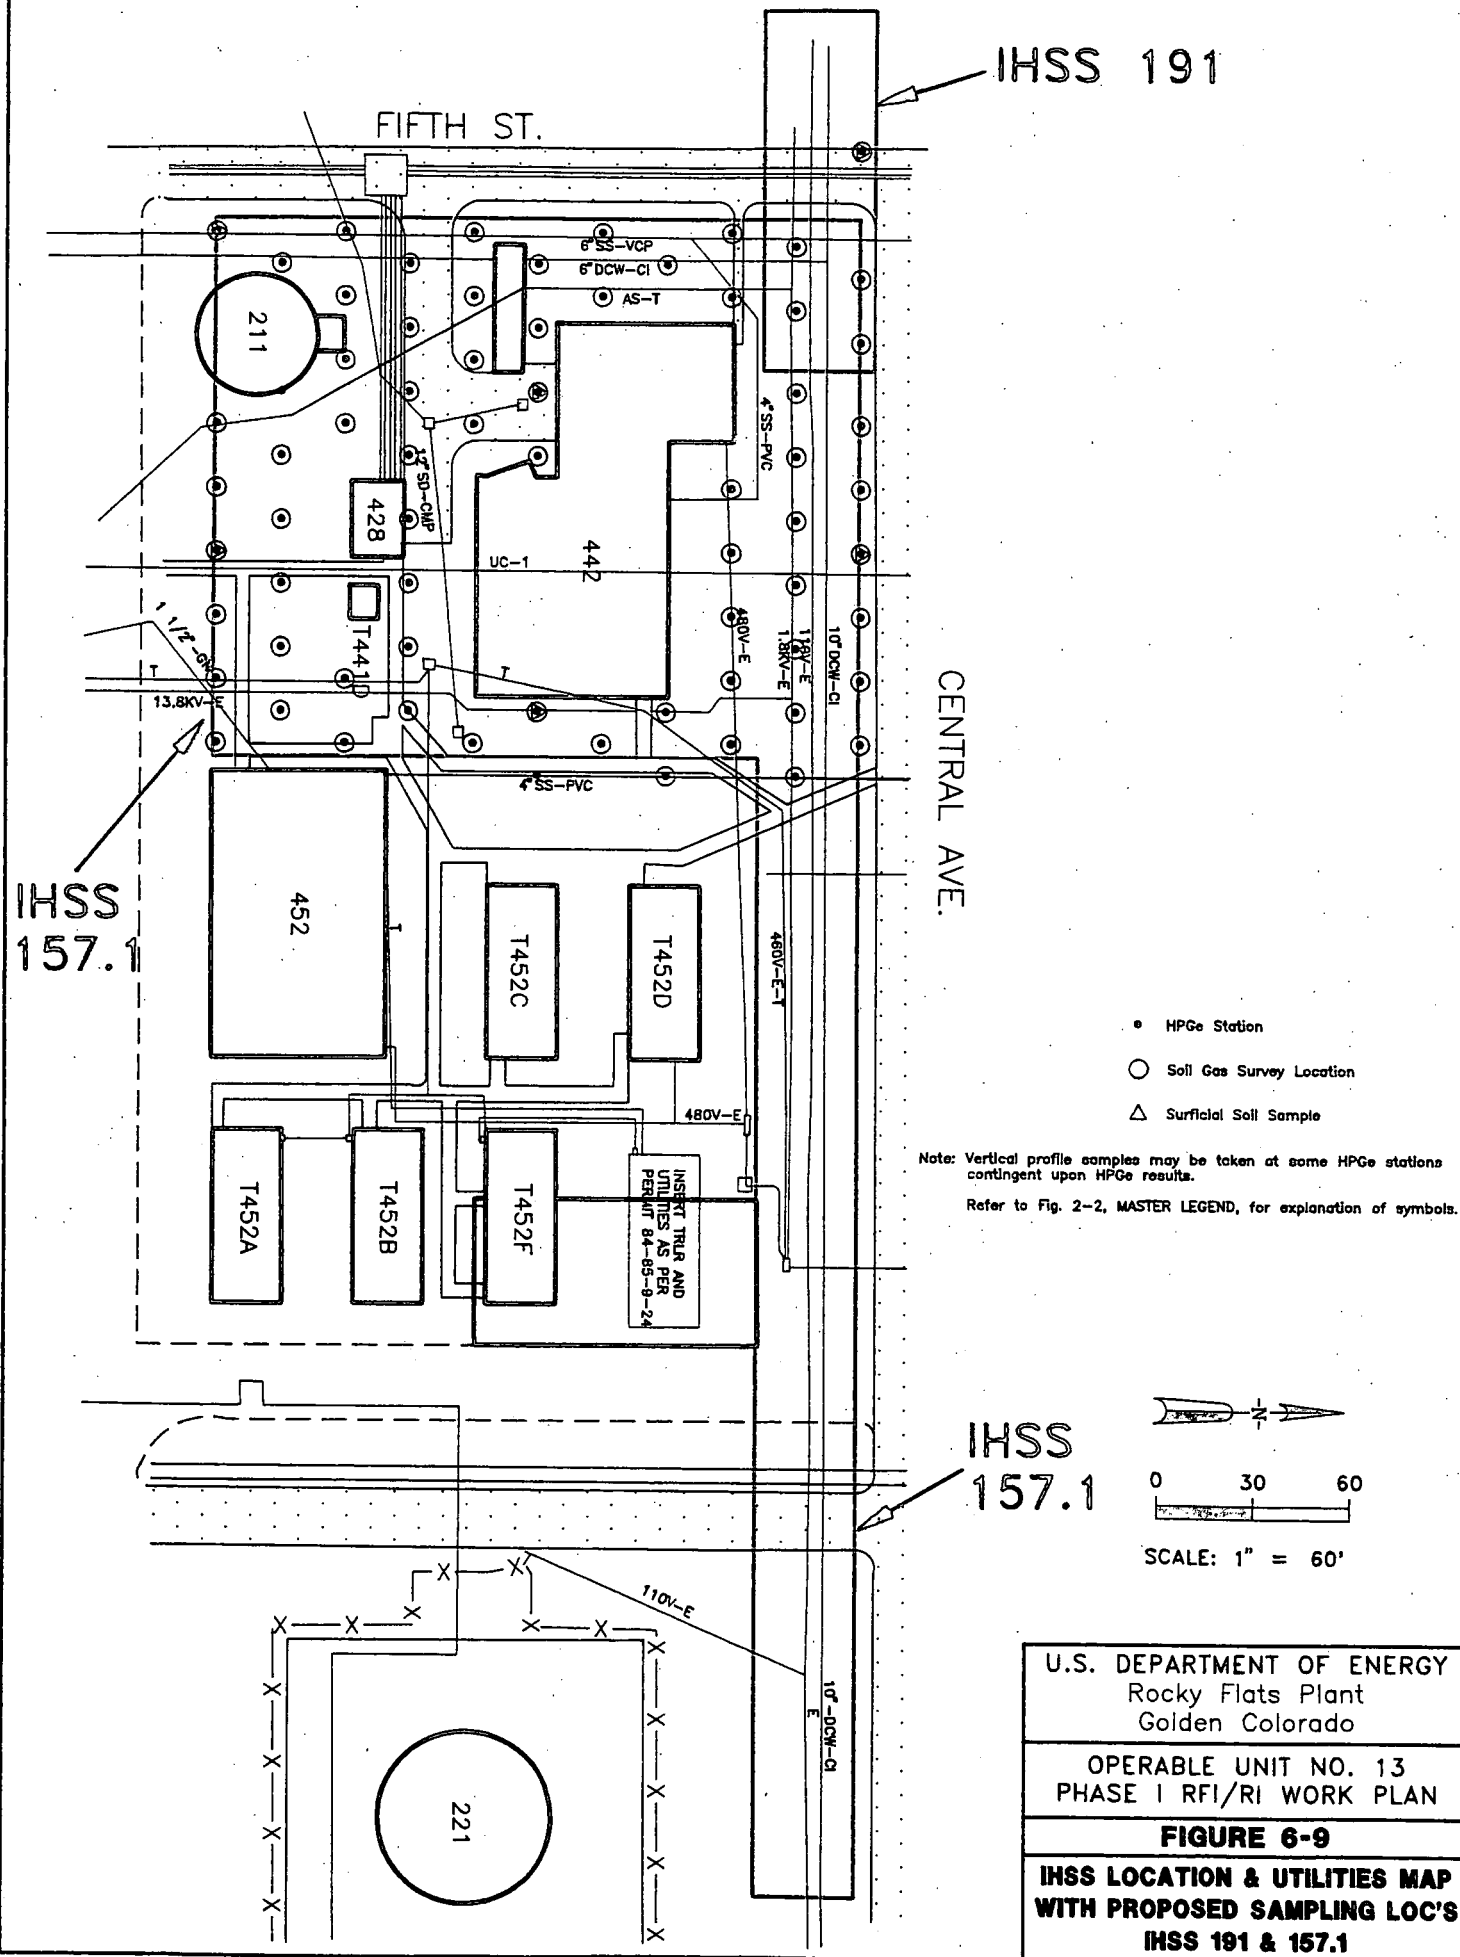 IHSS 191
FIFTH ST.
6" SS-VCP
6" DCW-CI
AS-T
211
4" SS-PVC
12" SD-CMP
428
442
UC-1
480V-E
118V-E
1.8KV-E
10" DCW-CI
1 1/2"
T441D
T
T
13.8KV-E
CENTRAL AVE.
4" SS-PVC
IHSS
157.1
452
T
T452C
T452D
460V-E-T
HPGe Station
Soil Gas Survey Location
Surficial Soil Sample
Note: Vertical profile samples may be taken at some HPGe stations
contingent upon HPGe results.
Refer to Fig. 2-2, MASTER LEGEND, for explanation of symbols.
480V-E
T452A
T452B
T452F
INSERT TRLR AND
UTILITIES AS PER
PERMIT 84-85-9-24
IHSS
157.1
N
0 30 60
SCALE: 1" = 60'
110V-E
10"-DCW-CI
E
221
U.S. DEPARTMENT OF ENERGY
Rocky Flats Plant
Golden Colorado
OPERABLE UNIT NO. 13
PHASE I RFI/RI WORK PLAN
FIGURE 6-9
IHSS LOCATION & UTILITIES MAP
WITH PROPOSED SAMPLING LOC'S
IHSS 191 & 157.1